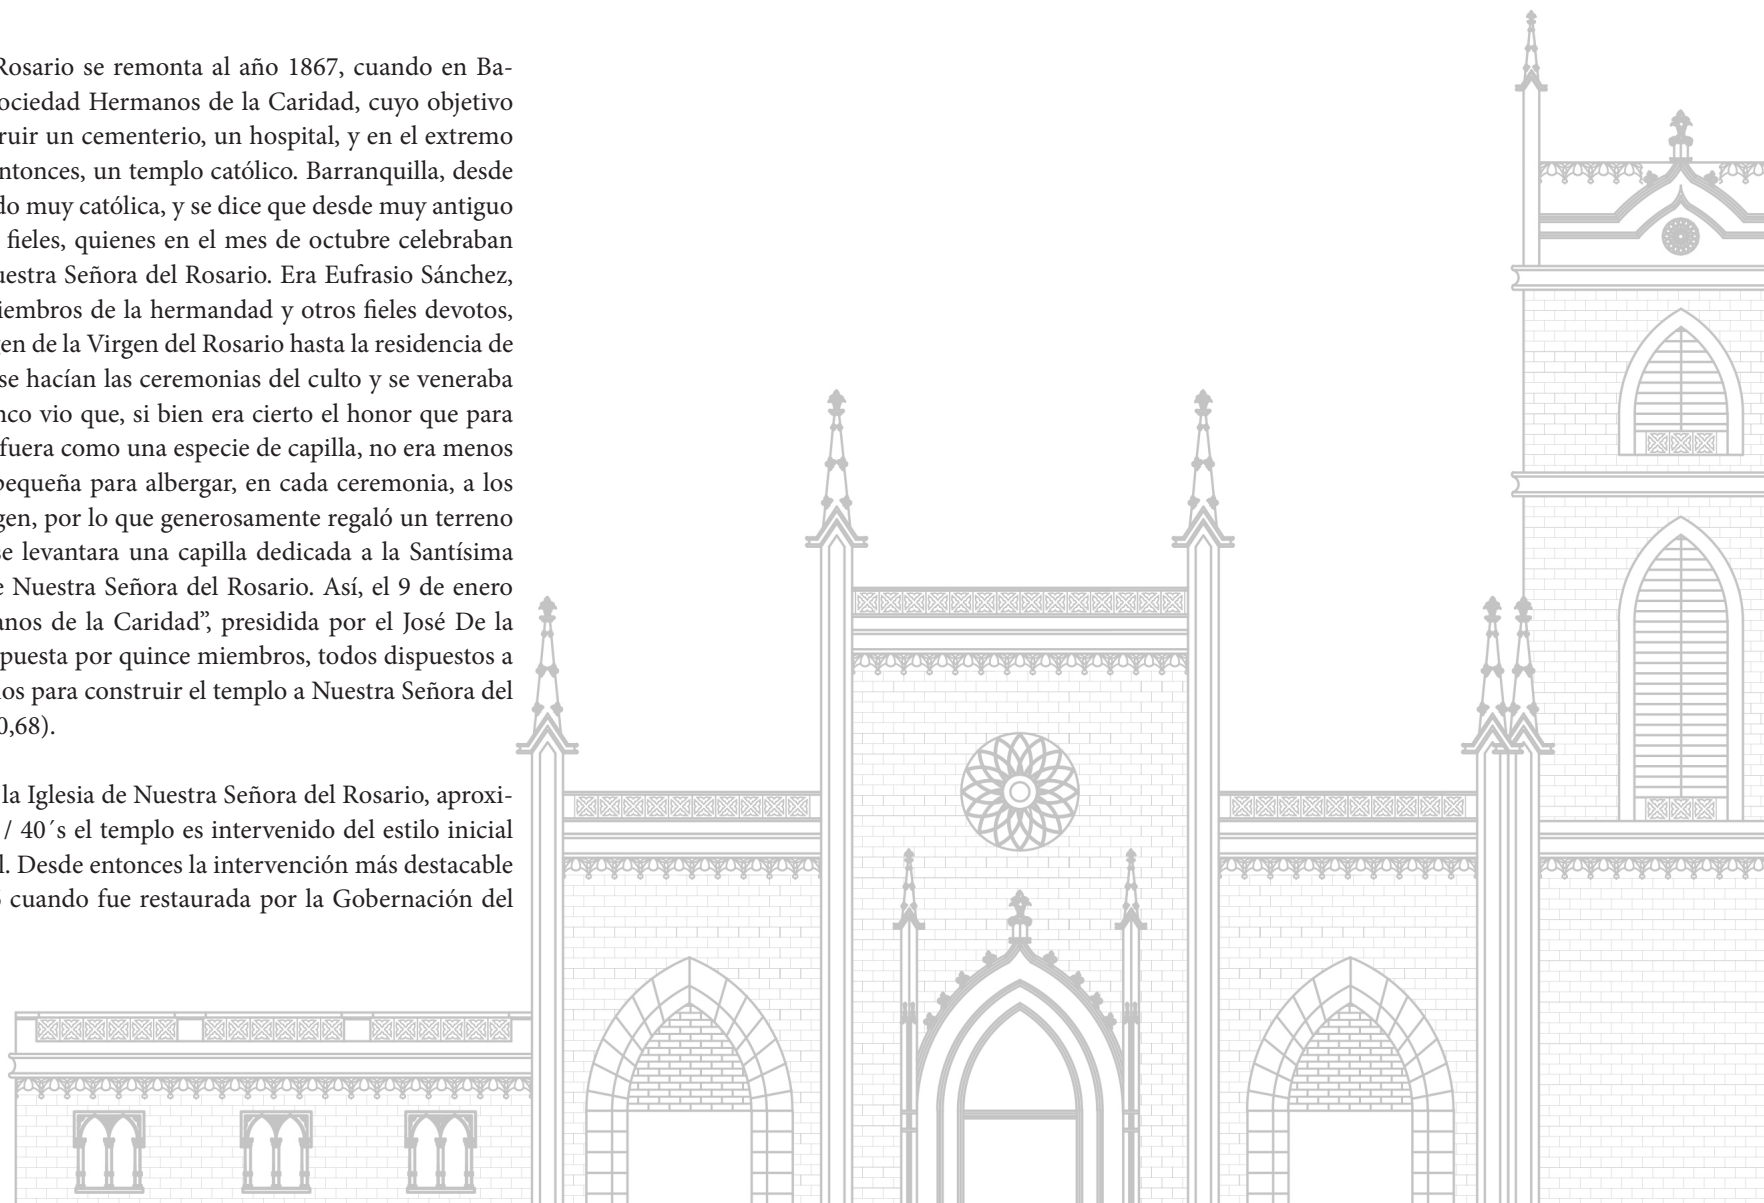 Rosario se remonta al año 1867, cuando en Ba-
ociedad Hermanos de la Caridad, cuyo objetivo
ruir un cementerio, un hospital, y en el extremo
ntonces, un templo católico. Barranquilla, desde
do muy católica, y se dice que desde muy antiguo
fieles, quienes en el mes de octubre celebraban
uestra Señora del Rosario. Era Eufrasio Sánchez,
iembros de la hermandad y otros fieles devotos,
gen de la Virgen del Rosario hasta la residencia de
se hacían las ceremonias del culto y se veneraba
nco vio que, si bien era cierto el honor que para
fuera como una especie de capilla, no era menos
pequeña para albergar, en cada ceremonia, a los
gen, por lo que generosamente regaló un terreno
se levantara una capilla dedicada a la Santísima
e Nuestra Señora del Rosario. Así, el 9 de enero
anos de la Caridad”, presidida por el José De la
puesta por quince miembros, todos dispuestos a
os para construir el templo a Nuestra Señora del
0,68).
la Iglesia de Nuestra Señora del Rosario, aproxi-
/ 40´s el templo es intervenido del estilo inicial
l. Desde entonces la intervención más destacable
cuando fue restaurada por la Gobernación del